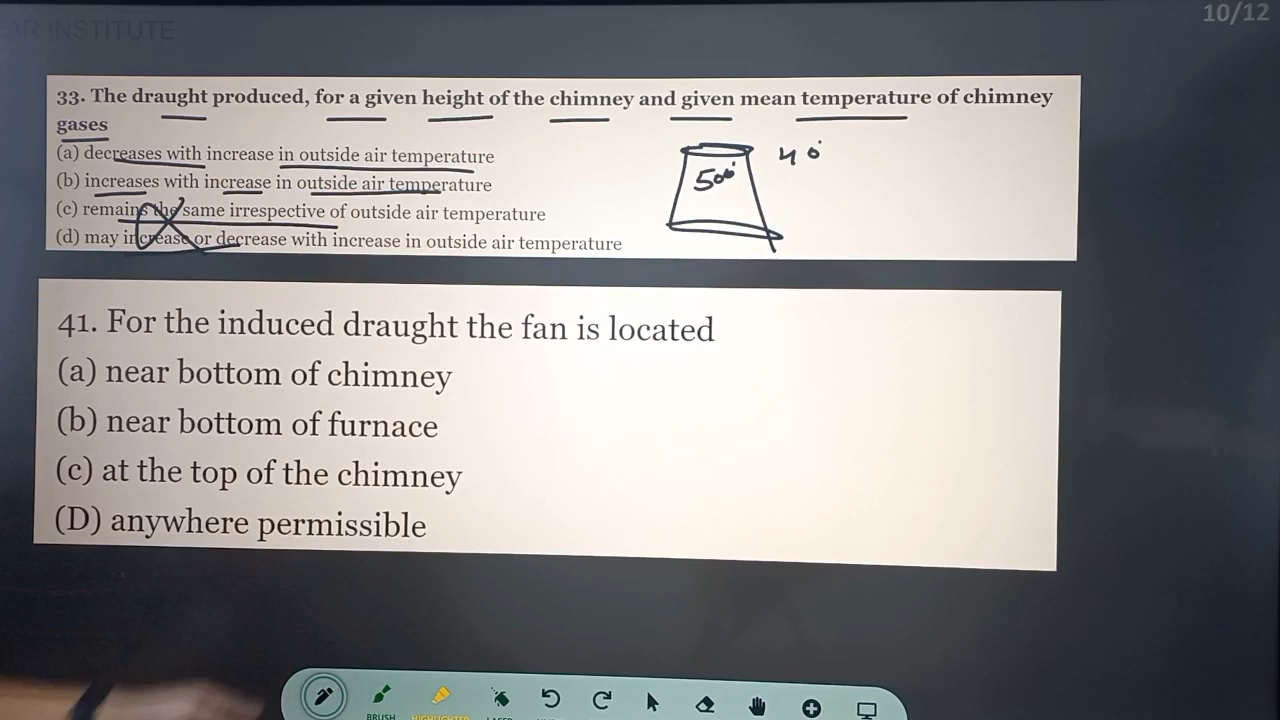 AR INSTITUTE
10/12
33. The draught produced, for a given height of the chimney and given mean temperature of chimney
gases
(a) decreases with increase in outside air temperature
(b) increases with increase in outside air temperature
(c) remains the same irrespective of outside air temperature
(d) may increase or decrease with increase in outside air temperature
500°
40°
41. For the induced draught the fan is located
(a) near bottom of chimney
(b) near bottom of furnace
(c) at the top of the chimney
(D) anywhere permissible
BRUSH
HIGHLIGHTER